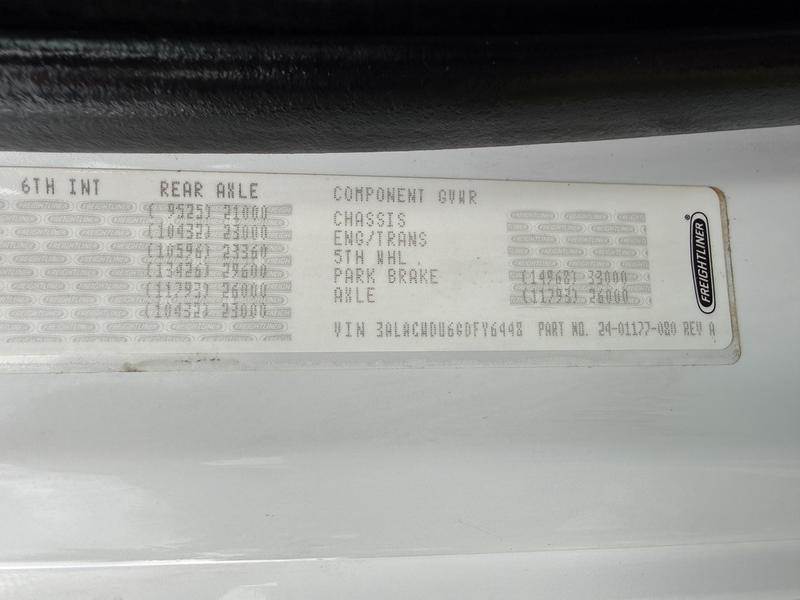 6TH INT REAR AXLE COMPONENT GVWR
( 9525) 21000
(10432) 23000
(10596) 23360
(13426) 29600
(11793) 26000
(10432) 23000
CHASSIS
ENG/TRANS
5TH WHL .
PARK BRAKE (14968) 33000
AXLE (11793) 26000
VIN 3ALACWDU6GDFY6448 PART NO. 24-01177-080 REV A
FREIGHTLINER®